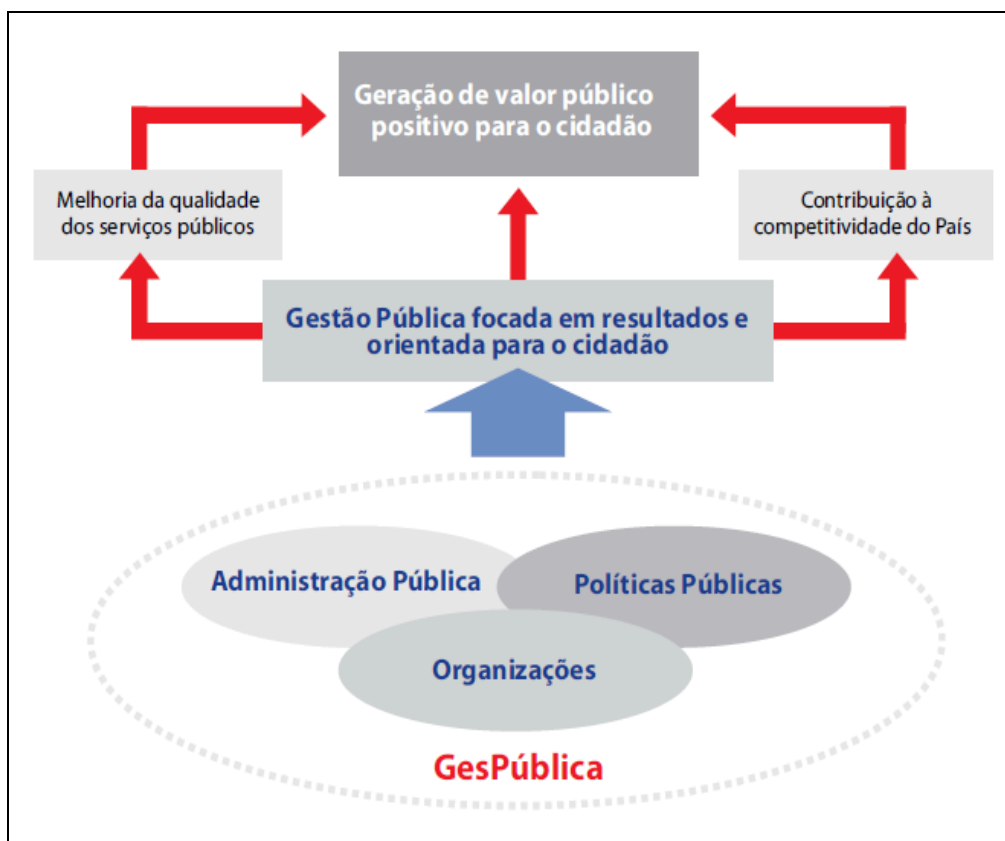 Geração de valor público
positivo para o cidadão
Melhoria da qualidade
dos serviços públicos
Contribuição à
competitividade do País
Gestão Pública focada em resultados e
orientada para o cidadão
Administração Pública
Políticas Públicas
Organizações
GesPública